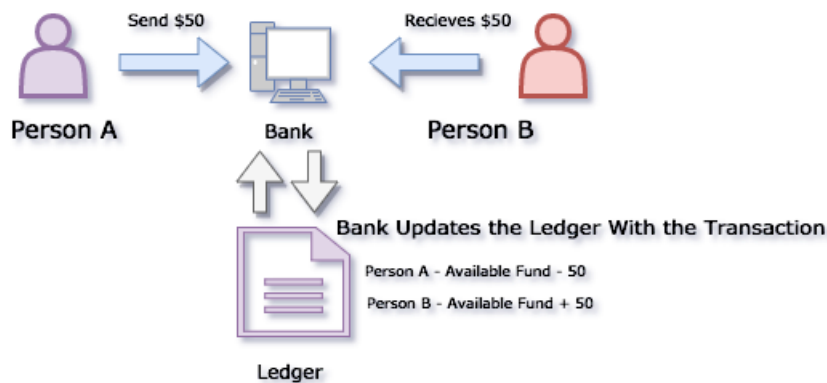 Send $50
Recieves $50
Person A
Bank
Person B
Bank Updates the Ledger With the Transaction
Person A - Available Fund - 50
Person B - Available Fund + 50
Ledger